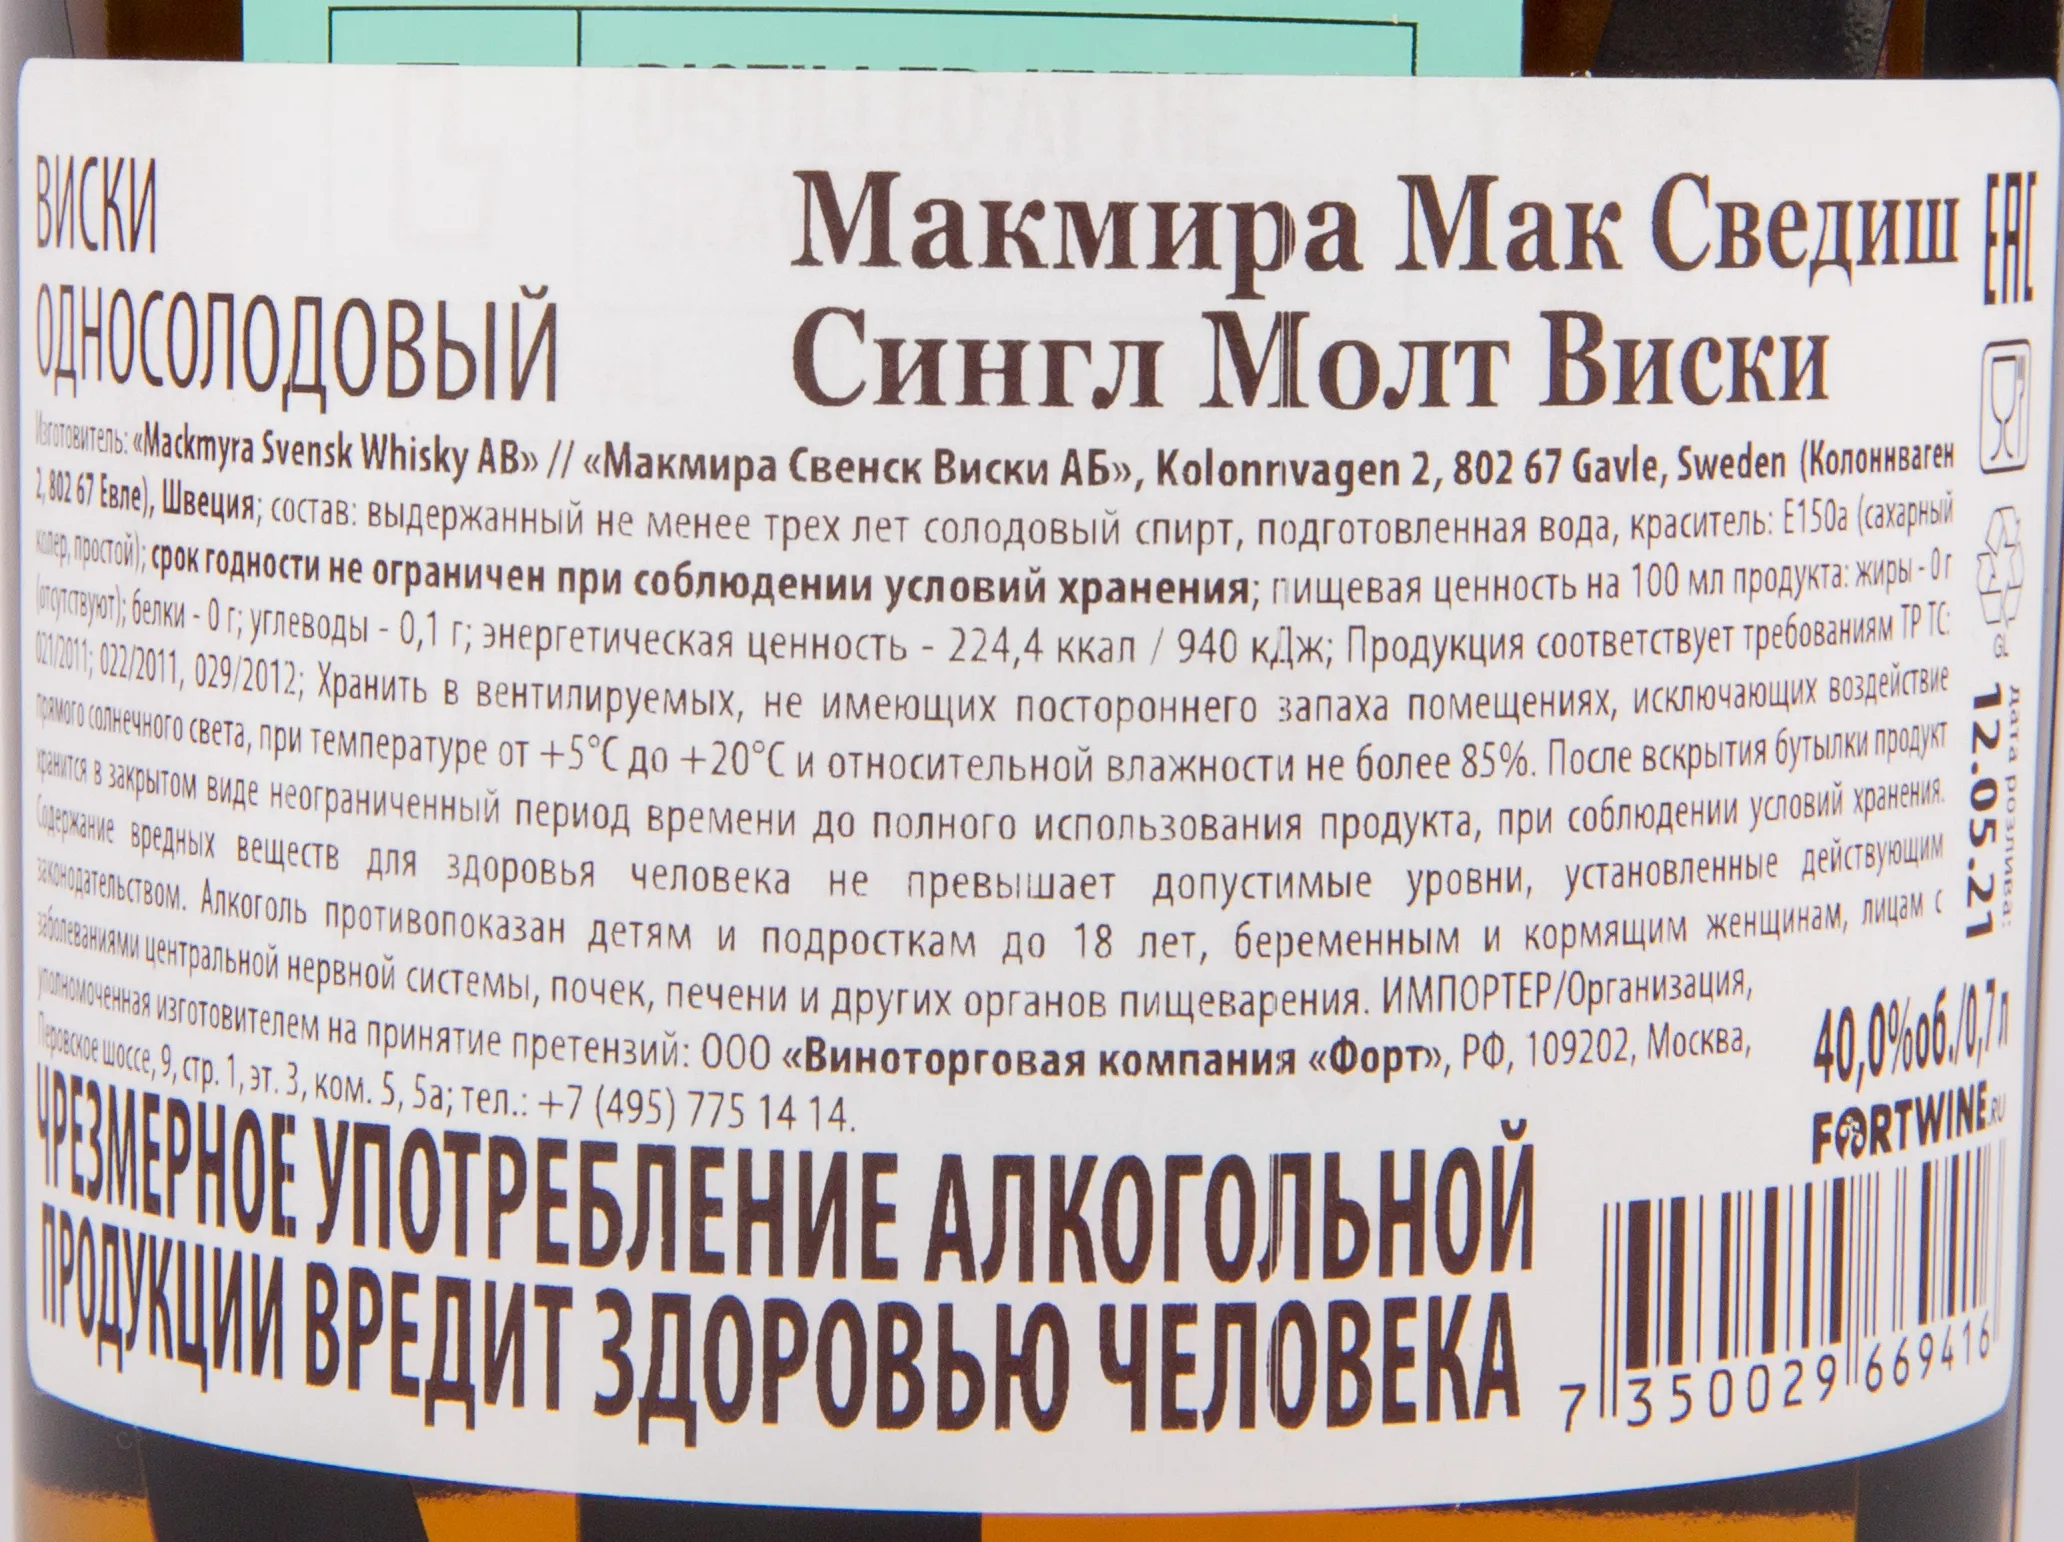 DISTILLED AT THE
ВИСКИ
ОДНОСОЛОДОВЫЙ
Макмира Мак Сведиш
Сингл Молт Виски
EAC
Изготовитель: «Mackmyra Svensk Whisky AB» // «Макмира Свенск Виски АБ», Kolonnvagen 2, 802 67 Gavle, Sweden (Колоннваген
2, 802 67 Евле), Швеция; состав: выдержанный не менее трех лет солодовый спирт, подготовленная вода, краситель: Е150а (сахарный
колер, простой); срок годности не ограничен при соблюдении условий хранения; пищевая ценность на 100 мл продукта: жиры - 0 г
(отсутствуют); белки - 0 г; углеводы - 0,1 г; энергетическая ценность - 224,4 ккал / 940 кДж; Продукция соответствует требованиям ТР ТС:
021/2011; 022/2011, 029/2012; Хранить в вентилируемых, не имеющих постороннего запаха помещениях, исключающих воздействие
прямого солнечного света, при температуре от +5°С до +20°С и относительной влажности не более 85%. После вскрытия бутылки продукт
хранится в закрытом виде неограниченный период времени до полного использования продукта, при соблюдении условий хранения.
Содержание вредных веществ для здоровья человека не превышает допустимые уровни, установленные действующим
законодательством. Алкоголь противопоказан детям и подросткам до 18 лет, беременным и кормящим женщинам, лицам с
заболеваниями центральной нервной системы, почек, печени и других органов пищеварения. ИМПОРТЕР/Организация,
уполномоченная изготовителем на принятие претензий: ООО «Виноторговая компания «Форт», РФ, 109202, Москва,
Перовское шоссе, 9, стр. 1, эт. 3, ком. 5, 5а; тел.: +7 (495) 775 14 14.
ЧРЕЗМЕРНОЕ УПОТРЕБЛЕНИЕ АЛКОГОЛЬНОЙ
ПРОДУКЦИИ ВРЕДИТ ЗДОРОВЬЮ ЧЕЛОВЕКА
GL
дата розлива:
12.05.21
40,0%об./0,7л
FORTWINE.RU
7 350029 669416